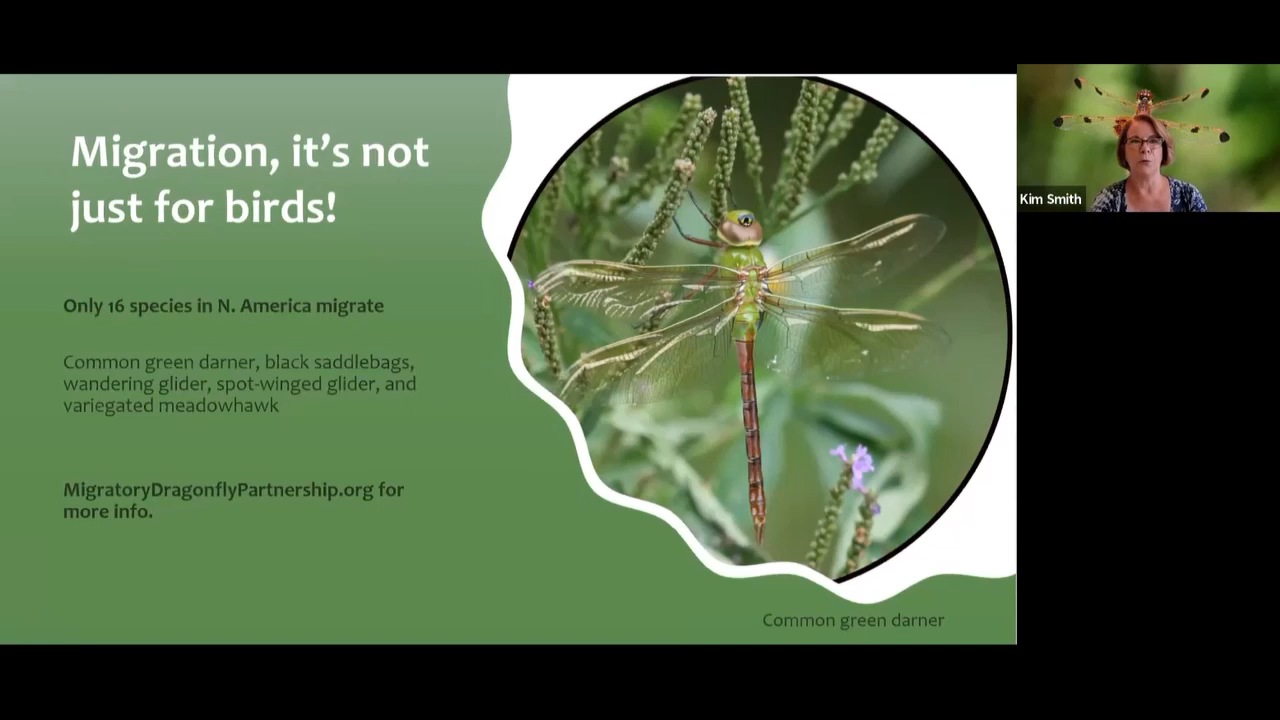 Migration, it’s not
just for birds!
Only 16 species in N. America migrate
Common green darner, black saddlebags,
wandering glider, spot-winged glider, and
variegated meadowhawk
MigratoryDragonflyPartnership.org for
more info.
Common green darner
Kim Smith